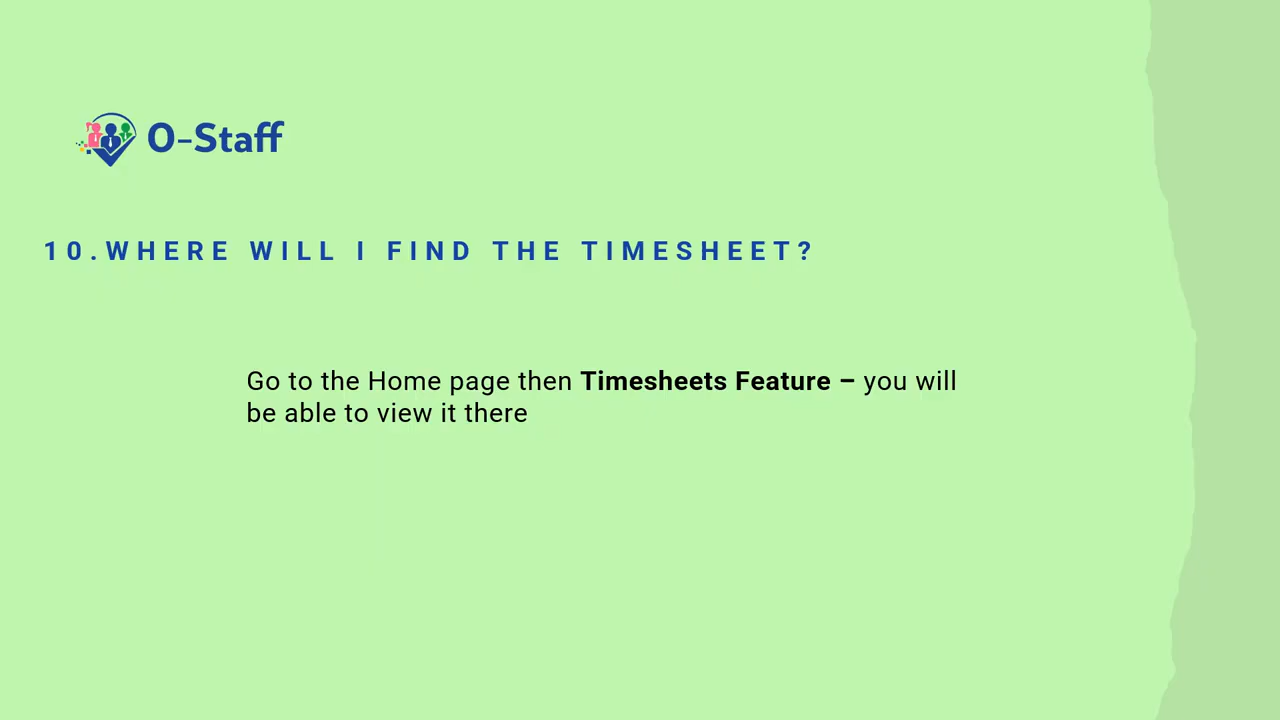 O-Staff
10.WHERE WILL I FIND THE TIMESHEET?
Go to the Home page then Timesheets Feature – you will
be able to view it there